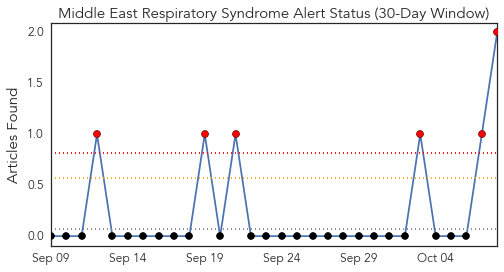 Middle East Respiratory Syndrome Alert Status (30-Day Window)
Articles Found
2.0
1.5
1.0
0.5
0.0
Sep 09 Sep 14 Sep 19 Sep 24 Sep 29 Oct 04